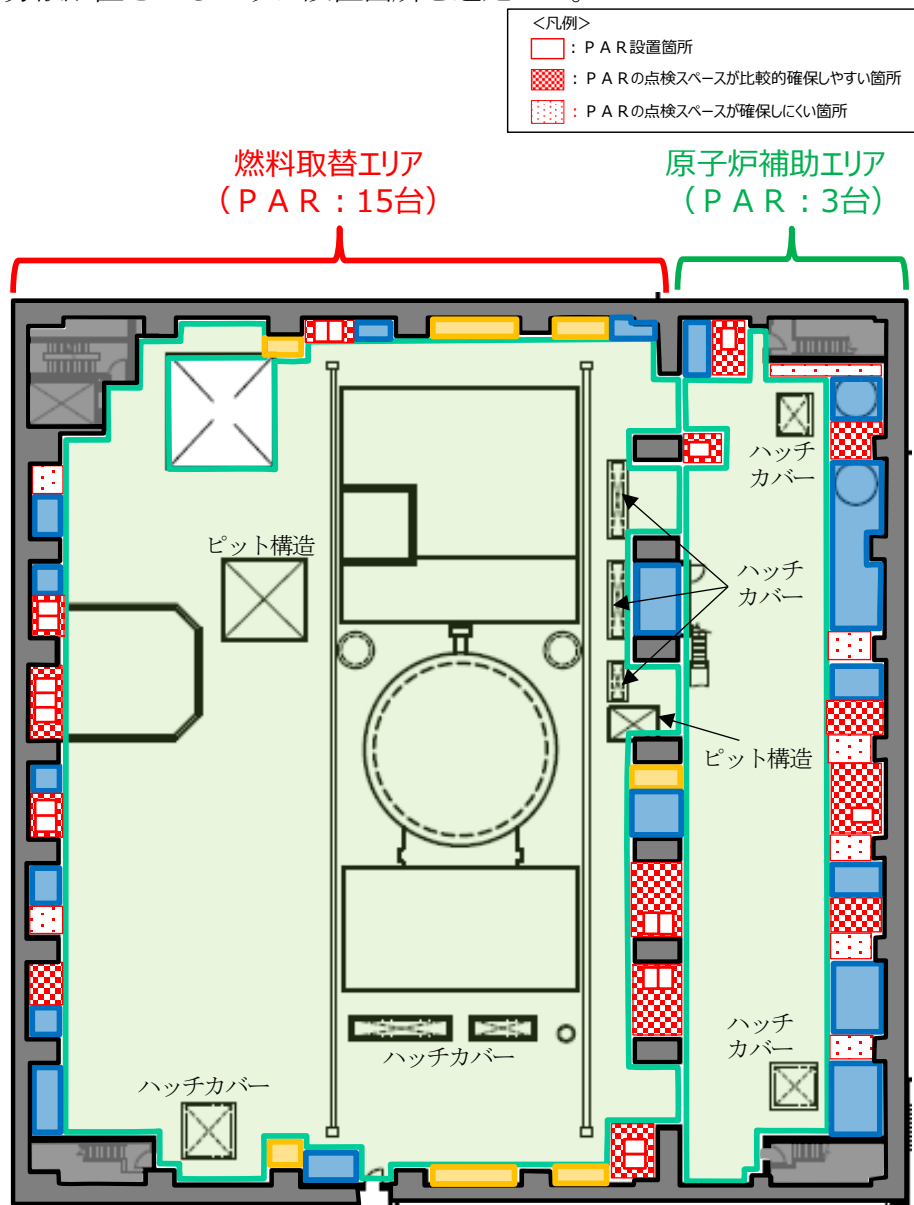 <凡例>
：ＰＡＲ設置箇所
：ＰＡＲの点検スペースが比較的確保しやすい箇所
：ＰＡＲの点検スペースが確保しにくい箇所
燃料取替エリア
（ＰＡＲ：15台）
原子炉補助エリア
（ＰＡＲ：3台）
ハッチ
カバー
ピット構造
ハッチ
カバー
ピット構造
ハッチ
カバー
ハッチカバー
ハッチカバー